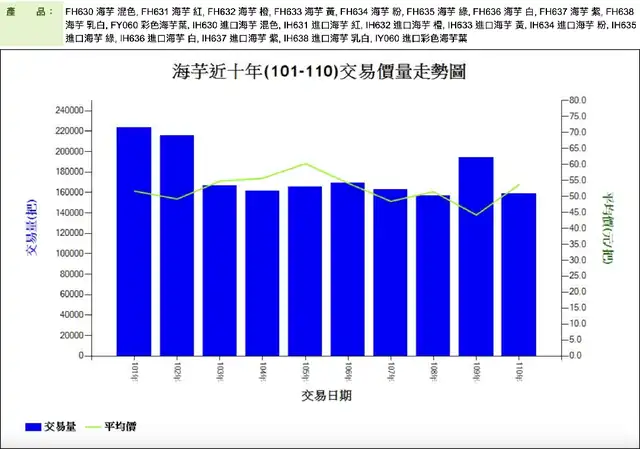 產 品: FH630 海芋 混色, FH631 海芋 紅, FH632 海芋 橙, FH633 海芋 黃, FH634 海芋 粉, FH635 海芋 綠, FH636 海芋 白, FH637 海芋 紫, FH638
海芋 乳白, FY060 彩色海芋葉, IH630 進口海芋 混色, IH631 進口海芋 紅, IH632 進口海芋 橙, IH633 進口海芋 黃, IH634 進口海芋 粉, IH635
進口海芋 綠, IH636 進口海芋 白, IH637 進口海芋 紫, IH638 進口海芋 乳白, IY060 進口彩色海芋葉
海芋近十年(101-110)交易價量走勢圖
交易量(把)
240000
220000
200000
180000
160000
140000
120000
100000
80000
60000
40000
20000
0
80.0
75.0
70.0
65.0
60.0
55.0
50.0
45.0
40.0
35.0
30.0
25.0
20.0
15.0
10.0
5.0
0.0
平均價(元/把)
101年
102年
103年
104年
105年
106年
107年
108年
109年
110年
交易日期
交易量 平均價